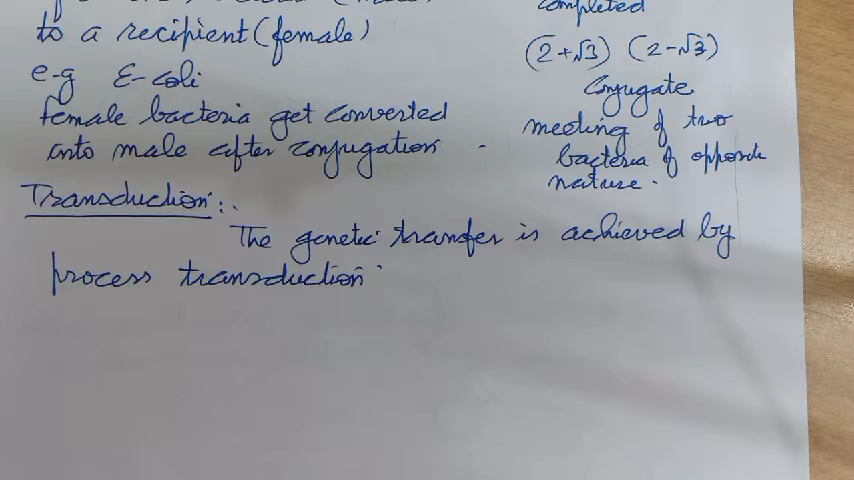 to a recipient (female)
e-g E-coli
female bacteria get converted
into male after conjugation
Transduction:-
The genetic transfer is achieved by
process transduction
completed
(2+√3) (2-√3)
Conjugate
meeting of two
bacteria of opposite
nature.